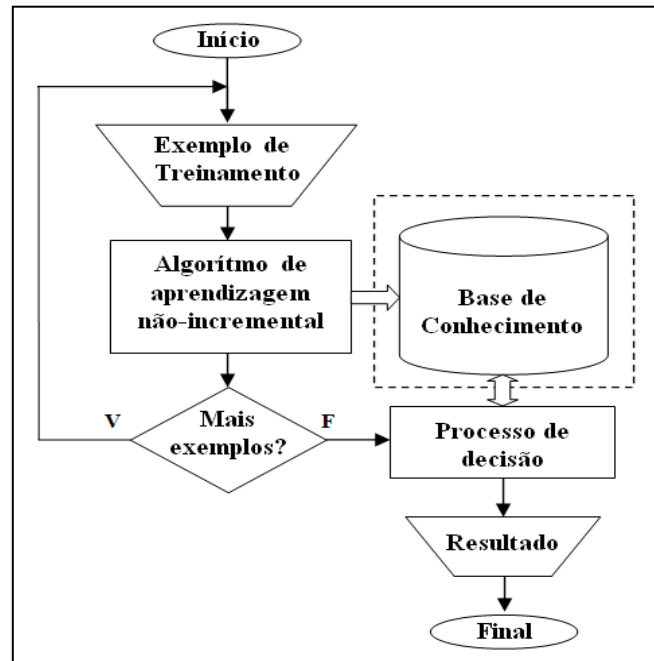 Início
Exemplo de
Treinamento
Algorítmo de
aprendizagem
não-incremental
Base de
Conhecimento
V
Mais
exemplos?
F
Processo de
decisão
Resultado
Final